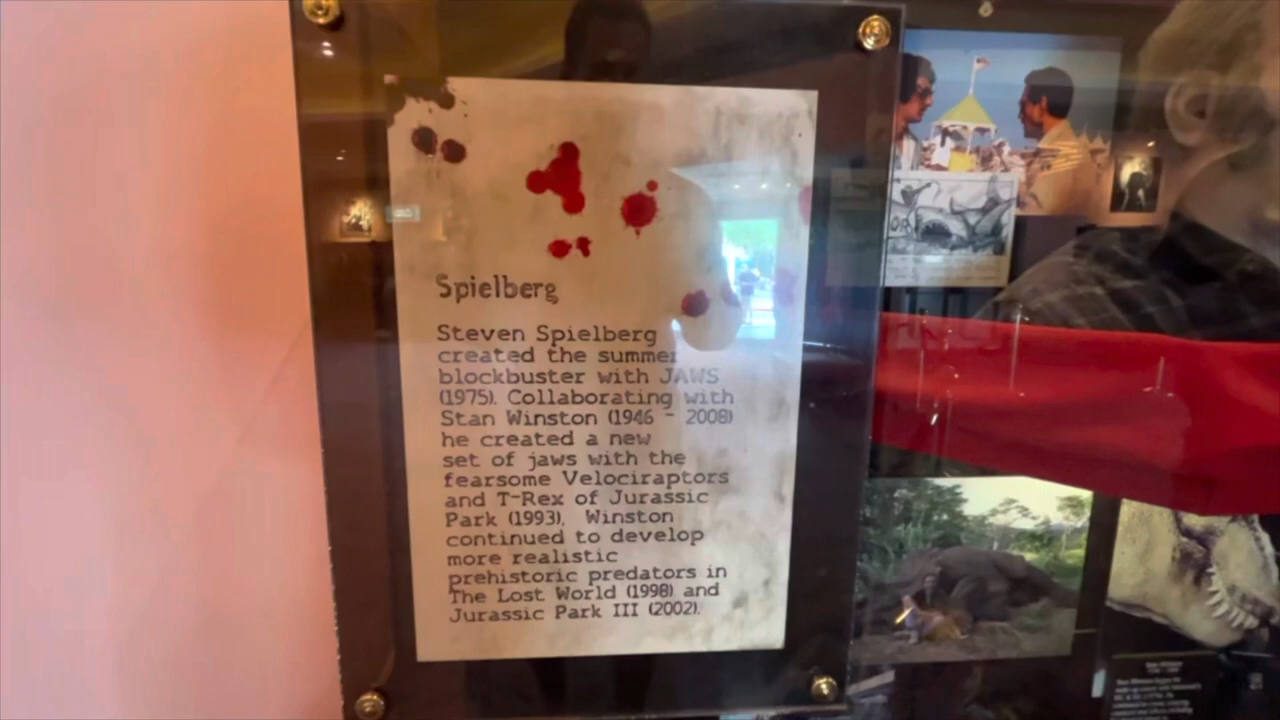 Spielberg
Steven Spielberg
created the summer
blockbuster with JAWS
(1975). Collaborating with
Stan Winston (1946 - 2008)
he created a new
set of jaws with the
fearsome Velociraptors
and T-Rex of Jurassic
Park (1993), Winston
continued to develop
more realistic
prehistoric predators in
The Lost World (1998) and
Jurassic Park III (2002).